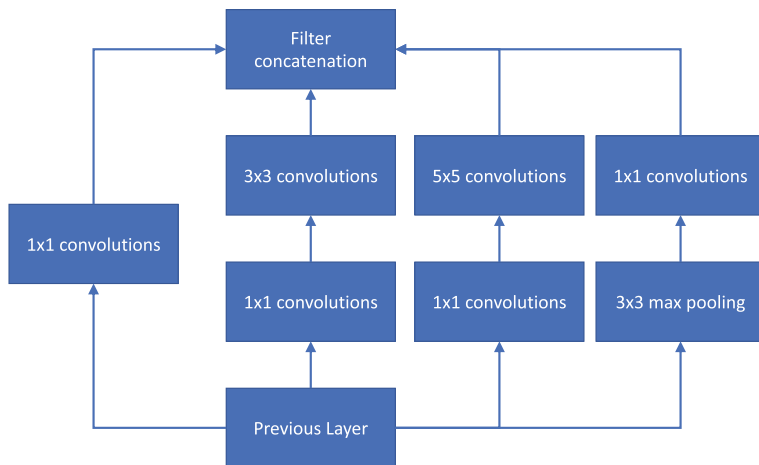 Filter
concatenation
3x3 convolutions
5x5 convolutions
1x1 convolutions
1x1 convolutions
1x1 convolutions
1x1 convolutions
3x3 max pooling
Previous Layer